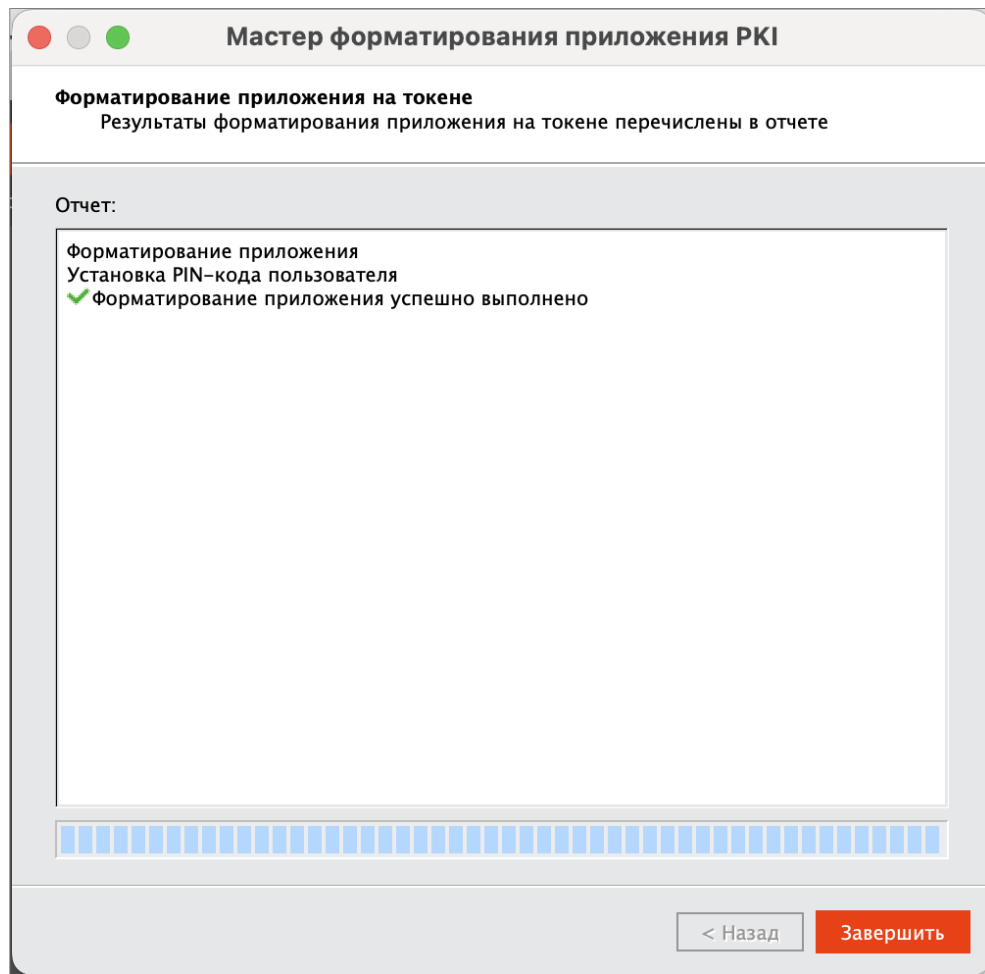 Мастер форматирования приложения PKI
Форматирование приложения на токене
Результаты форматирования приложения на токене перечислены в отчете
Отчет:
Форматирование приложения
Установка PIN-кода пользователя
Форматирование приложения успешно выполнено
< Назад
Завершить